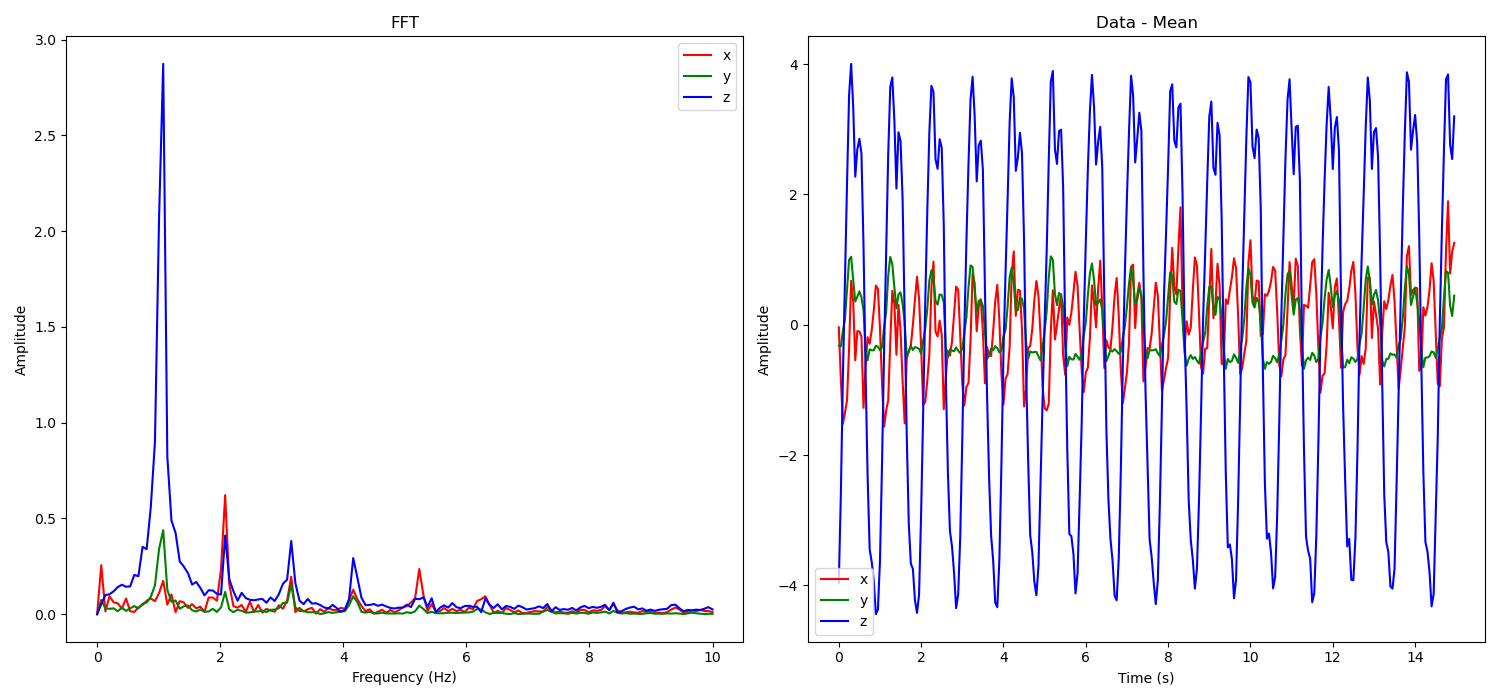 FFT
3.0
2.5
2.0
1.5
1.0
0.5
0.0
Amplitude
0 2 4 6 8 10
Frequency (Hz)
x
y
z
Data - Mean
4
2
0
−2
−4
Amplitude
0 2 4 6 8 10 12 14
Time (s)
x
y
z